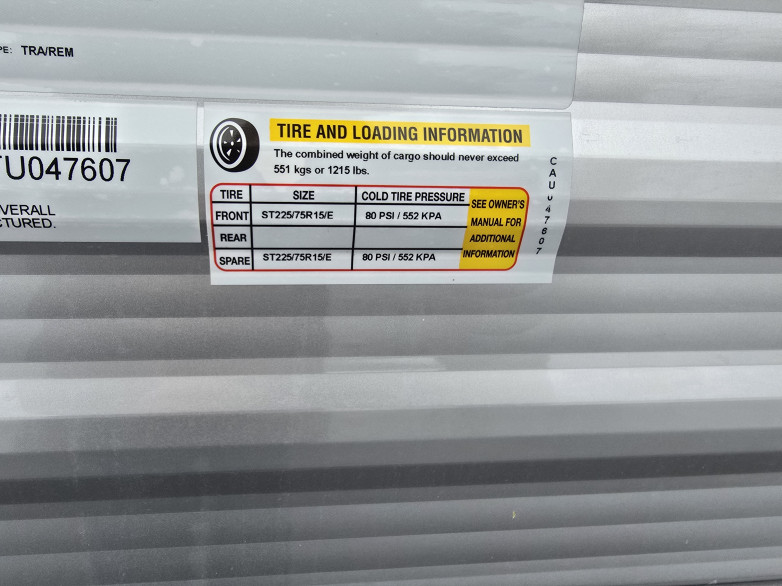 PE: TRA/REM
TU047607
VERALL
CTURED.
TIRE AND LOADING INFORMATION
The combined weight of cargo should never exceed
551 kgs or 1215 lbs.
TIRE SIZE COLD TIRE PRESSURE SEE OWNER'S MANUAL FOR ADDITIONAL INFORMATION
FRONT ST225/75R15/E 80 PSI / 552 KPA
REAR
SPARE ST225/75R15/E 80 PSI / 552 KPA
CAU047607